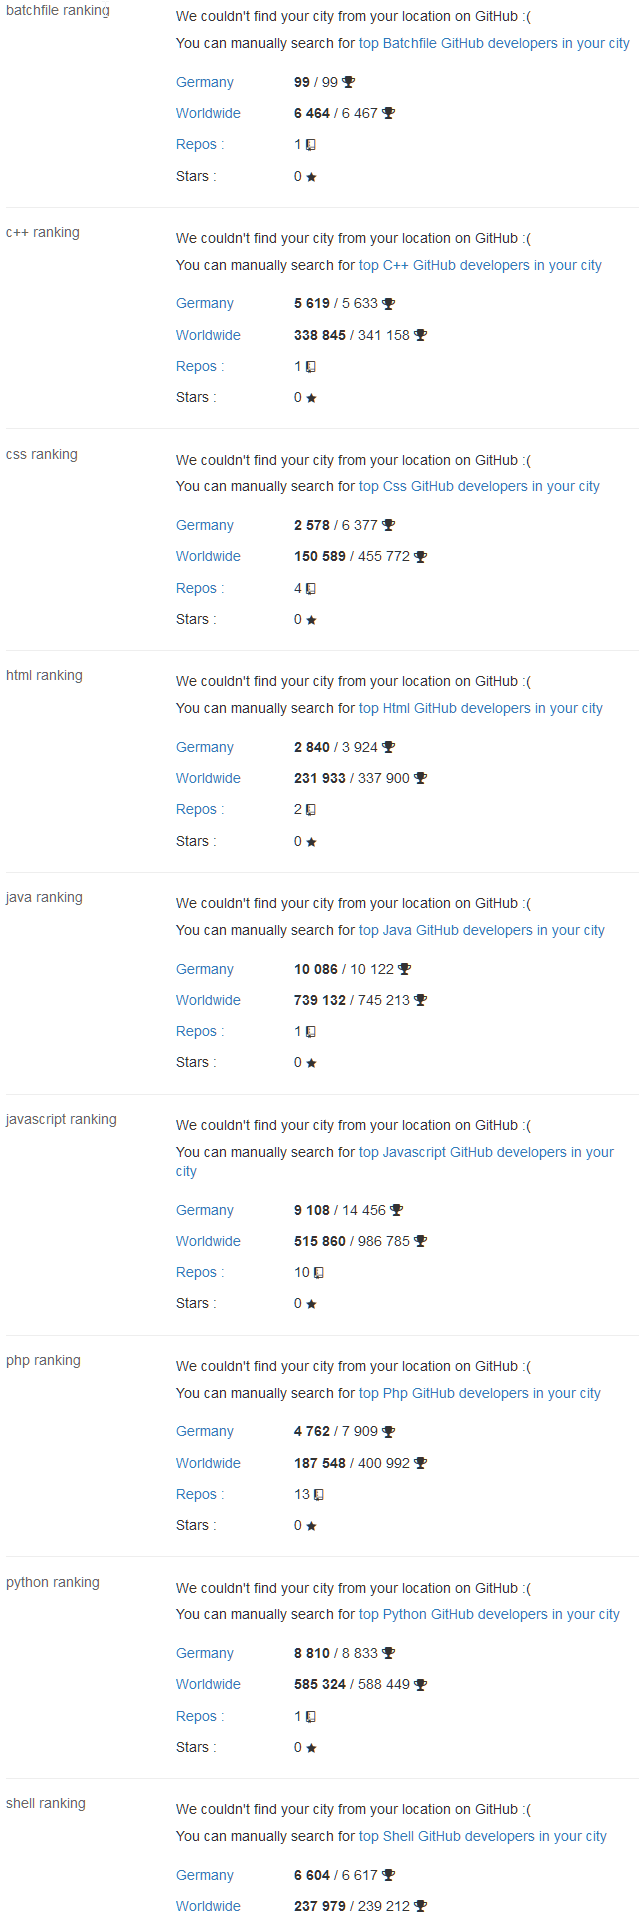 batchfile ranking
We couldn't find your city from your location on GitHub :(
You can manually search for top Batchfile GitHub developers in your city
Germany 99 / 99
Worldwide 6 464 / 6 467
Repos : 1
Stars : 0
c++ ranking
We couldn't find your city from your location on GitHub :(
You can manually search for top C++ GitHub developers in your city
Germany 5 619 / 5 633
Worldwide 338 845 / 341 158
Repos : 1
Stars : 0
css ranking
We couldn't find your city from your location on GitHub :(
You can manually search for top Css GitHub developers in your city
Germany 2 578 / 6 377
Worldwide 150 589 / 455 772
Repos : 4
Stars : 0
html ranking
We couldn't find your city from your location on GitHub :(
You can manually search for top Html GitHub developers in your city
Germany 2 840 / 3 924
Worldwide 231 933 / 337 900
Repos : 2
Stars : 0
java ranking
We couldn't find your city from your location on GitHub :(
You can manually search for top Java GitHub developers in your city
Germany 10 086 / 10 122
Worldwide 739 132 / 745 213
Repos : 1
Stars : 0
javascript ranking
We couldn't find your city from your location on GitHub :(
You can manually search for top Javascript GitHub developers in your
city
Germany 9 108 / 14 456
Worldwide 515 860 / 986 785
Repos : 10
Stars : 0
php ranking
We couldn't find your city from your location on GitHub :(
You can manually search for top Php GitHub developers in your city
Germany 4 762 / 7 909
Worldwide 187 548 / 400 992
Repos : 13
Stars : 0
python ranking
We couldn't find your city from your location on GitHub :(
You can manually search for top Python GitHub developers in your city
Germany 8 810 / 8 833
Worldwide 585 324 / 588 449
Repos : 1
Stars : 0
shell ranking
We couldn't find your city from your location on GitHub :(
You can manually search for top Shell GitHub developers in your city
Germany 6 604 / 6 617
Worldwide 237 979 / 239 212